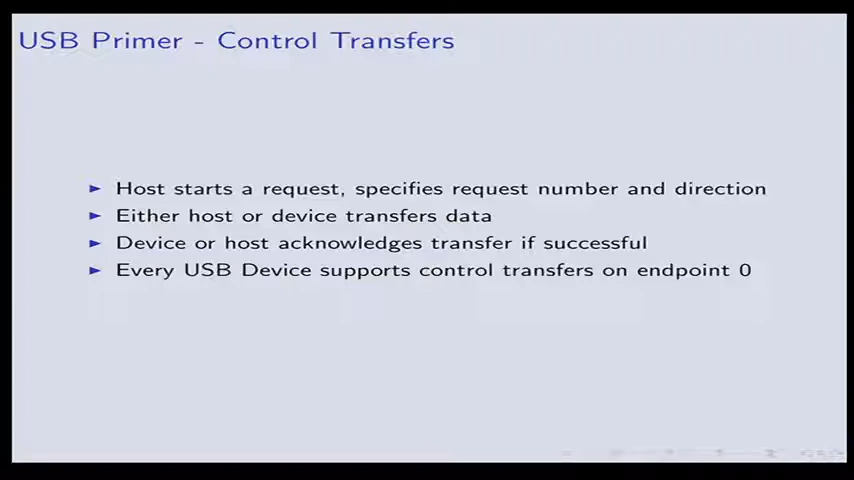 USB Primer - Control Transfers
► Host starts a request, specifies request number and direction
► Either host or device transfers data
► Device or host acknowledges transfer if successful
► Every USB Device supports control transfers on endpoint 0